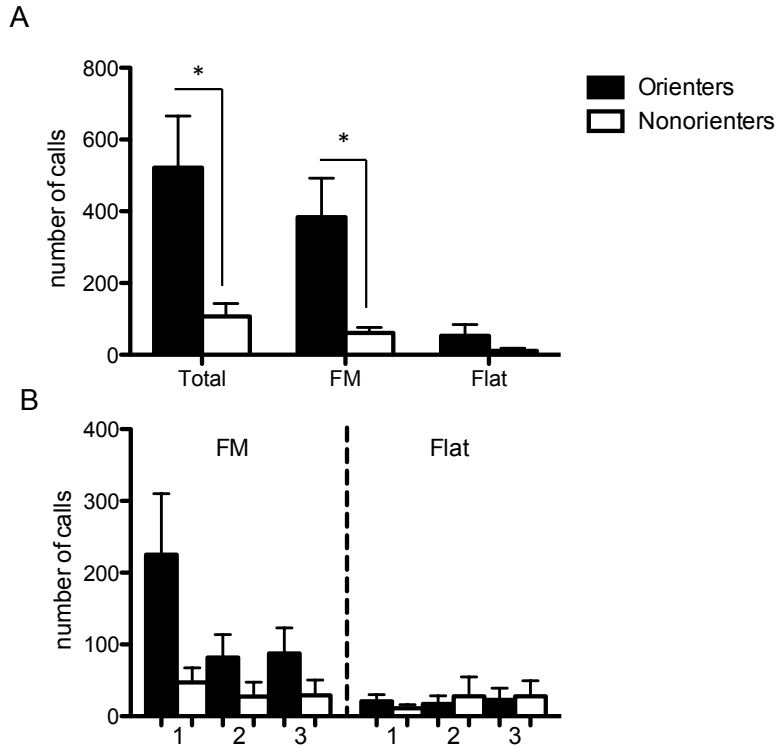 A
800
600
400
200
0
number of calls
*
*
Total
FM
Flat
Orienters
Nonorienters
B
400
300
200
100
0
number of calls
FM
Flat
1
2
3
1
2
3